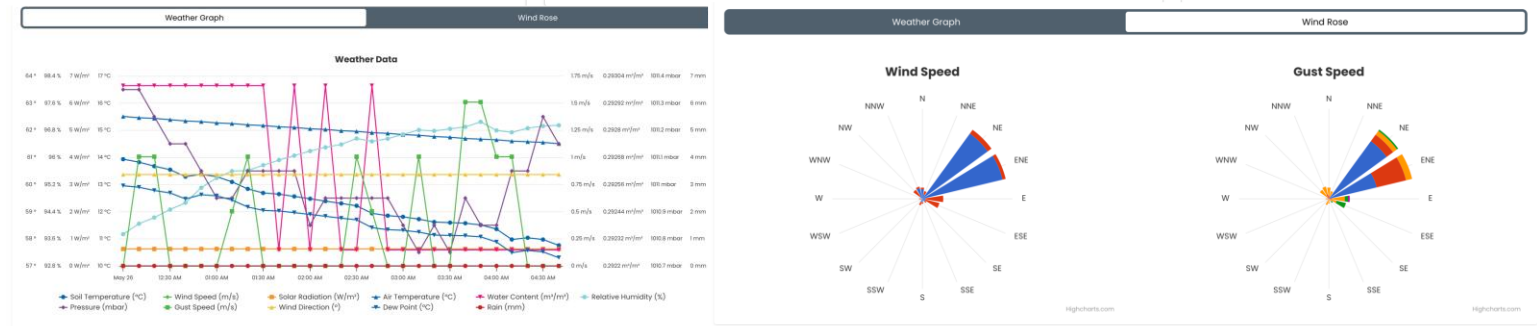 Weather Graph
Wind Rose
Weather Data
64 ° 98.4 % 7 W/m² 17 °C 1.75 m/s 0.29304 m³/m³ 1011.4 mbar 7 mm
63 ° 97.6 % 6 W/m² 16 °C 1.5 m/s 0.29292 m³/m³ 1011.3 mbar 6 mm
62 ° 96.8 % 5 W/m² 15 °C 1.25 m/s 0.2928 m³/m³ 1011.2 mbar 5 mm
61 ° 96 % 4 W/m² 14 °C 1 m/s 0.29268 m³/m³ 1011.1 mbar 4 mm
60 ° 95.2 % 3 W/m² 13 °C 0.75 m/s 0.29256 m³/m³ 1011 mbar 3 mm
59 ° 94.4 % 2 W/m² 12 °C 0.5 m/s 0.29244 m³/m³ 1010.9 mbar 2 mm
58 ° 93.6 % 1 W/m² 11 °C 0.25 m/s 0.29232 m³/m³ 1010.8 mbar 1 mm
57 ° 92.8 % 0 W/m² 10 °C 0 m/s 0.2922 m³/m³ 1010.7 mbar 0 mm
May 26 12:30 AM 01:00 AM 01:30 AM 02:00 AM 02:30 AM 03:00 AM 03:30 AM 04:00 AM 04:30 AM
Soil Temperature (°C) Wind Speed (m/s) Solar Radiation (W/m²) Air Temperature (°C) Water Content (m³/m³) Relative Humidity (%)
Pressure (mbar) Gust Speed (m/s) Wind Direction (°) Dew Point (°C) Rain (mm)
Weather Graph
Wind Rose
Wind Speed
N
NNW NNE
NW NE
WNW ENE
W E
WSW ESE
SW SE
SSW SSE
S
Highcharts.com
Gust Speed
N
NNW NNE
NW NE
WNW ENE
W E
WSW ESE
SW SE
SSW SSE
S
Highcharts.com